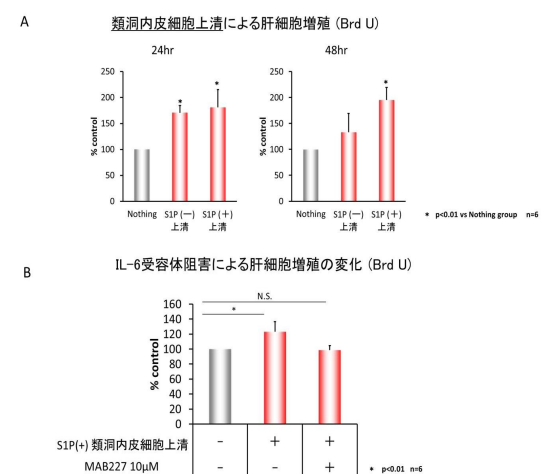 A
類洞内皮細胞上清による肝細胞増殖 (Brd U)
24hr
48hr
% control
250
200
150
100
50
0
*
*
Nothing
S1P (一)
上清
S1P (+)
上清
% control
250
200
150
100
50
0
*
Nothing
S1P (一)
上清
S1P (+)
上清
* p<0.01 vs Nothing group n=6
B
IL-6受容体阻害による肝細胞増殖の変化 (Brd U)
% control
160
140
120
100
80
60
40
20
0
N.S.
*
S1P(+) 類洞内皮細胞上清 - + +
MAB227 10μM - - +
* p<0.01 n=6